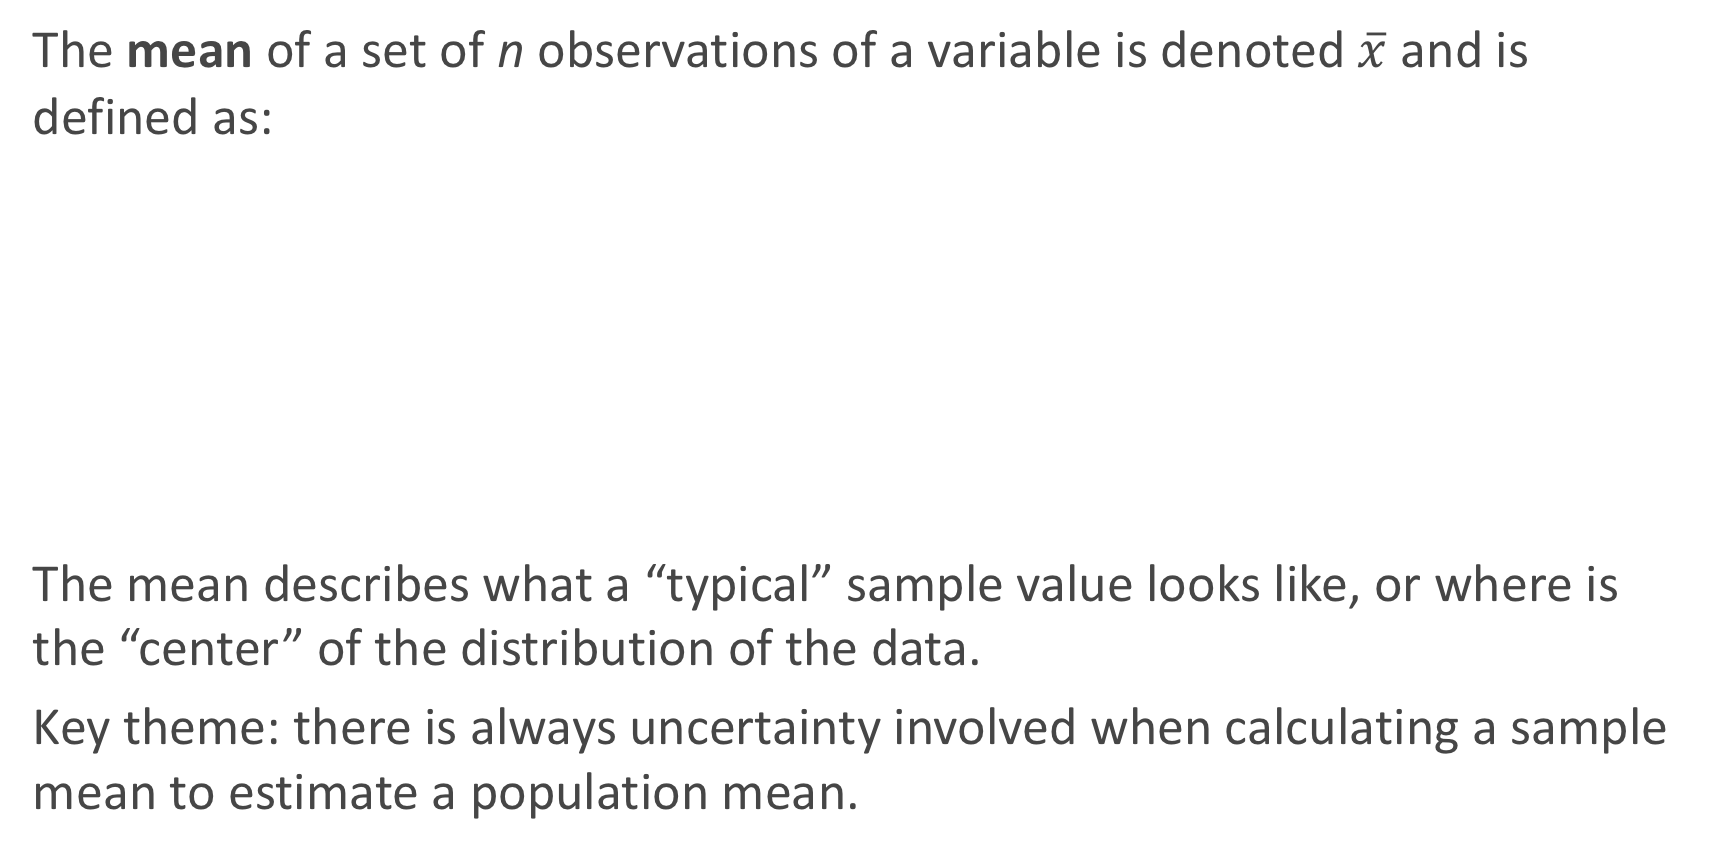 The mean of a set of n observations of a variable is denoted x̄ and is
defined as:
The mean describes what a “typical” sample value looks like, or where is
the “center” of the distribution of the data.
Key theme: there is always uncertainty involved when calculating a sample
mean to estimate a population mean.